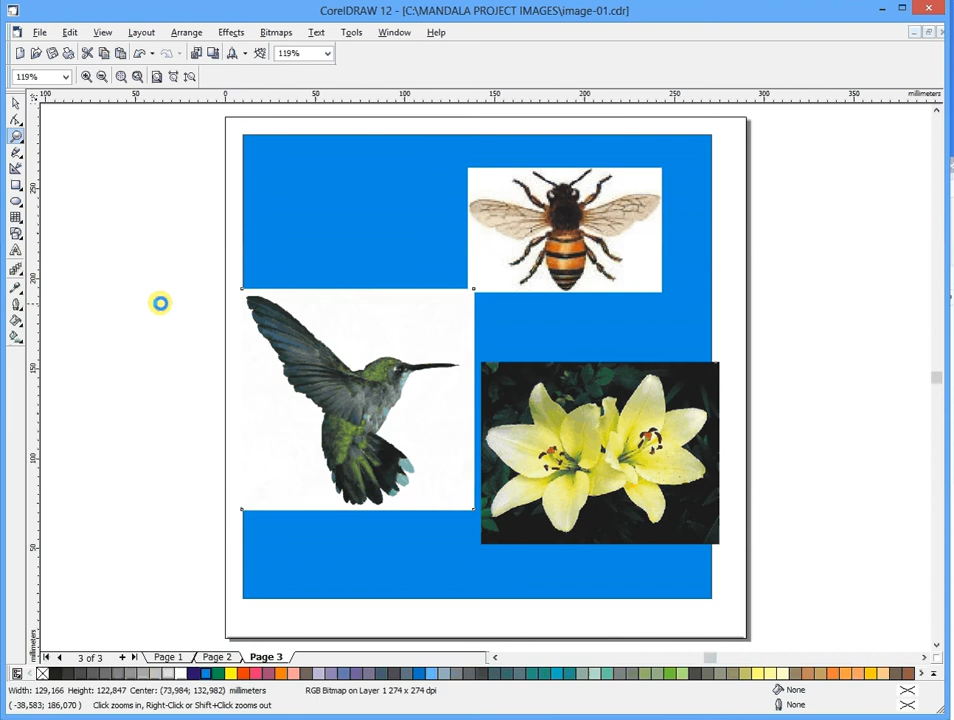 CorelDRAW 12 - [C:\MANDALA PROJECT IMAGES\image-01.cdr]
File Edit View Layout Arrange Effects Bitmaps Text Tools Window Help
119%
119%
100 50 0 50 100 150 200 250 300 350 millimeters
250
200
150
100
50
millimeters
3 of 3 Page 1 Page 2 Page 3
Width: 129,166 Height: 122,847 Center: (73,984; 132,982) millimeters RGB Bitmap on Layer 1 274 x 274 dpi None
( -38,583; 186,070 ) Click zooms in, Right-Click or Shift+Click zooms out None